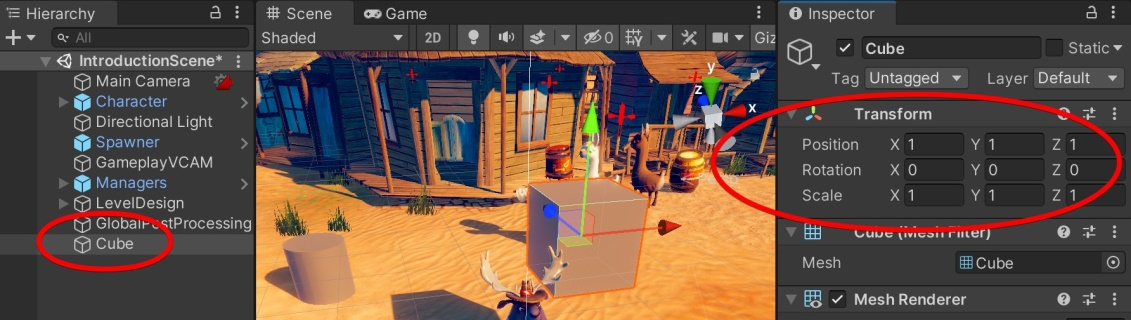 Hierarchy
All
IntroductionScene*
Main Camera
Character
Directional Light
Spawner
GameplayVCAM
Managers
LevelDesign
GlobalPostProcessing
Cube
Scene
Game
Shaded
2D
0
Giz
y
z
x
Inspector
Cube
Static
Tag Untagged Layer Default
Transform
Position X 1 Y 1 Z 1
Rotation X 0 Y 0 Z 0
Scale X 1 Y 1 Z 1
Cube (Mesh Filter)
Mesh Cube
Mesh Renderer